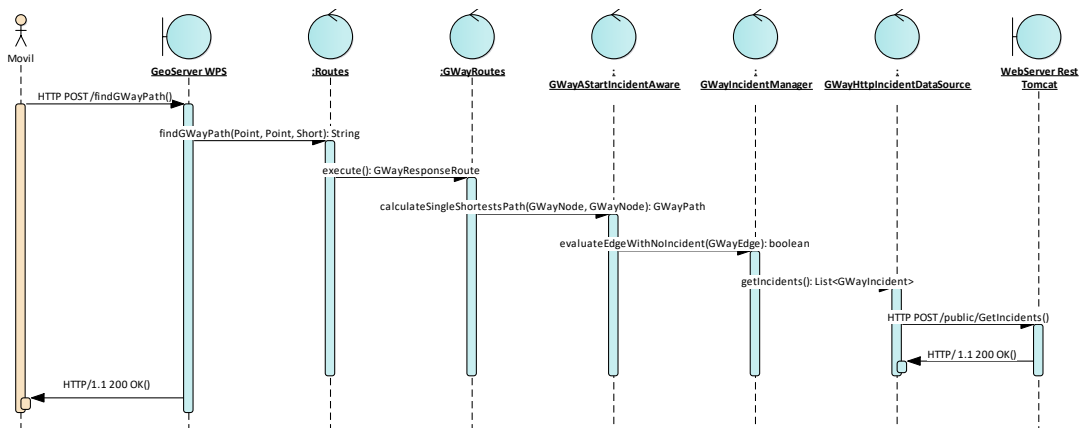 Movil
GeoServer WPS
:Routes
:GWayRoutes
:
GWayAStartIncidentAware
:
GWayIncidentManager
:
GWayHttpIncidentDataSource
WebServer Rest
Tomcat
HTTP POST /findGWayPath()
findGWayPath(Point, Point, Short): String
execute(): GWayResponseRoute
calculateSingleShortestsPath(GWayNode, GWayNode): GWayPath
evaluateEdgeWithNoIncident(GWayEdge): boolean
getIncidents(): List<GWayIncident>
HTTP POST /public/GetIncidents()
HTTP/ 1.1 200 OK()
HTTP/1.1 200 OK()